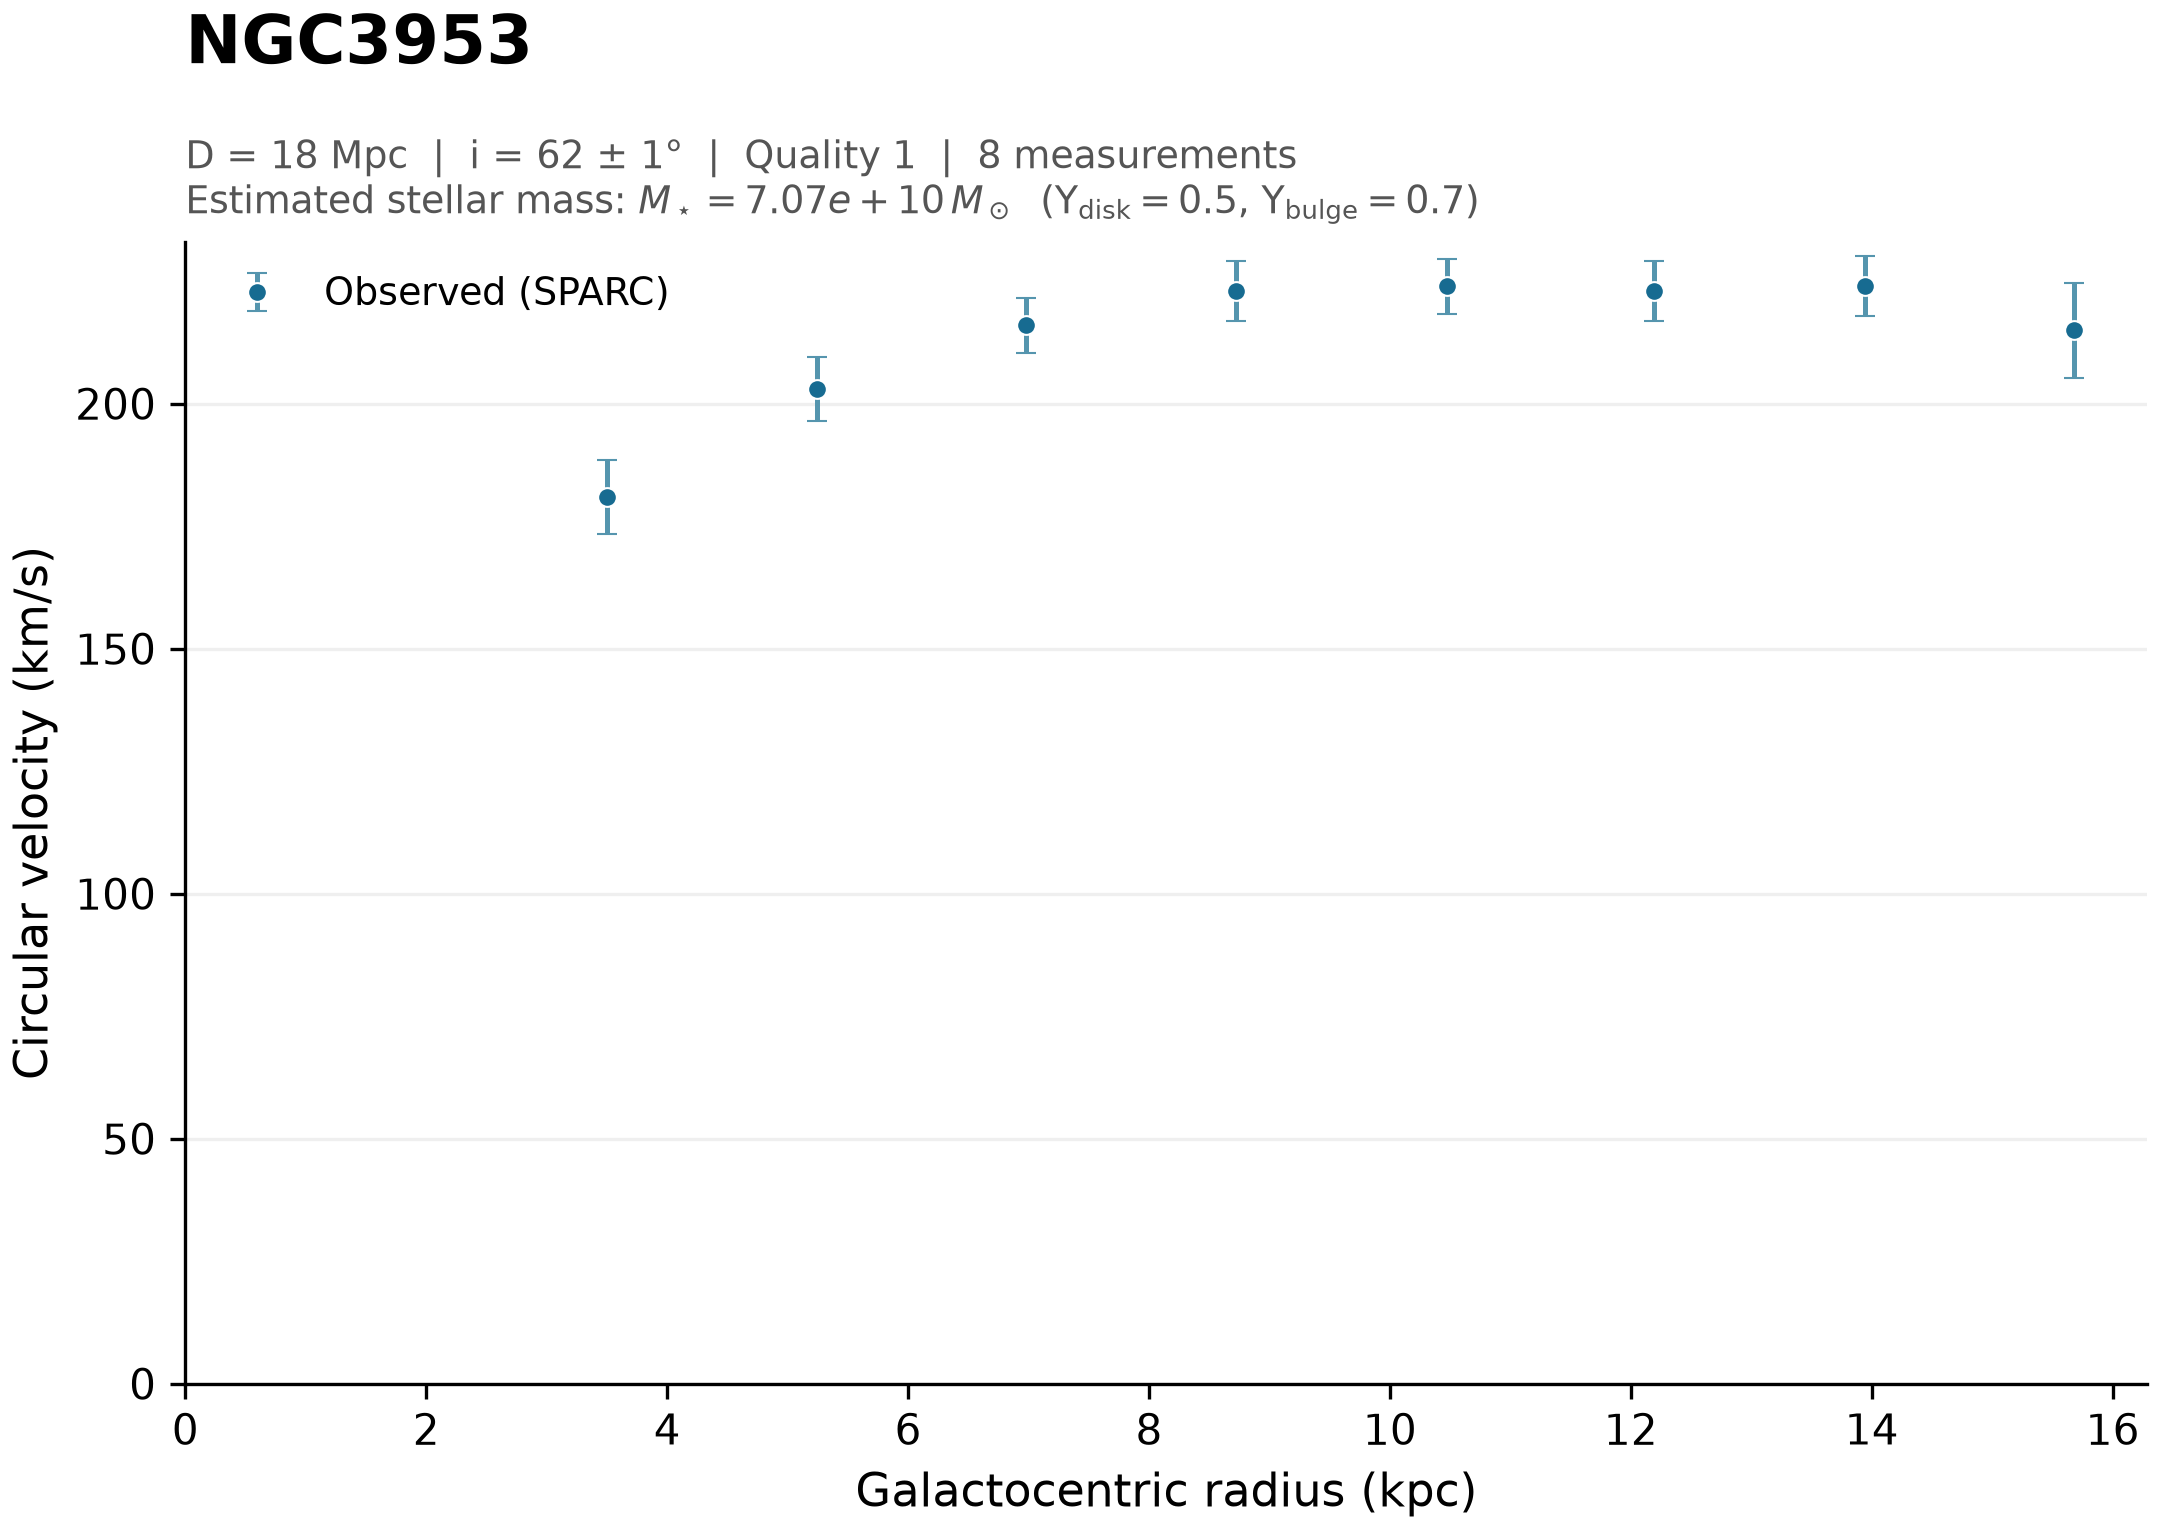 NGC3953
D = 18 Mpc | i = 62 ± 1° | Quality 1 | 8 measurements
Estimated stellar mass: M⋆ = 7.07e + 10 M⊙ (Ydisk = 0.5, Ybulge = 0.7)
Observed (SPARC)
200
150
100
50
0
Circular velocity (km/s)
0 2 4 6 8 10 12 14 16
Galactocentric radius (kpc)